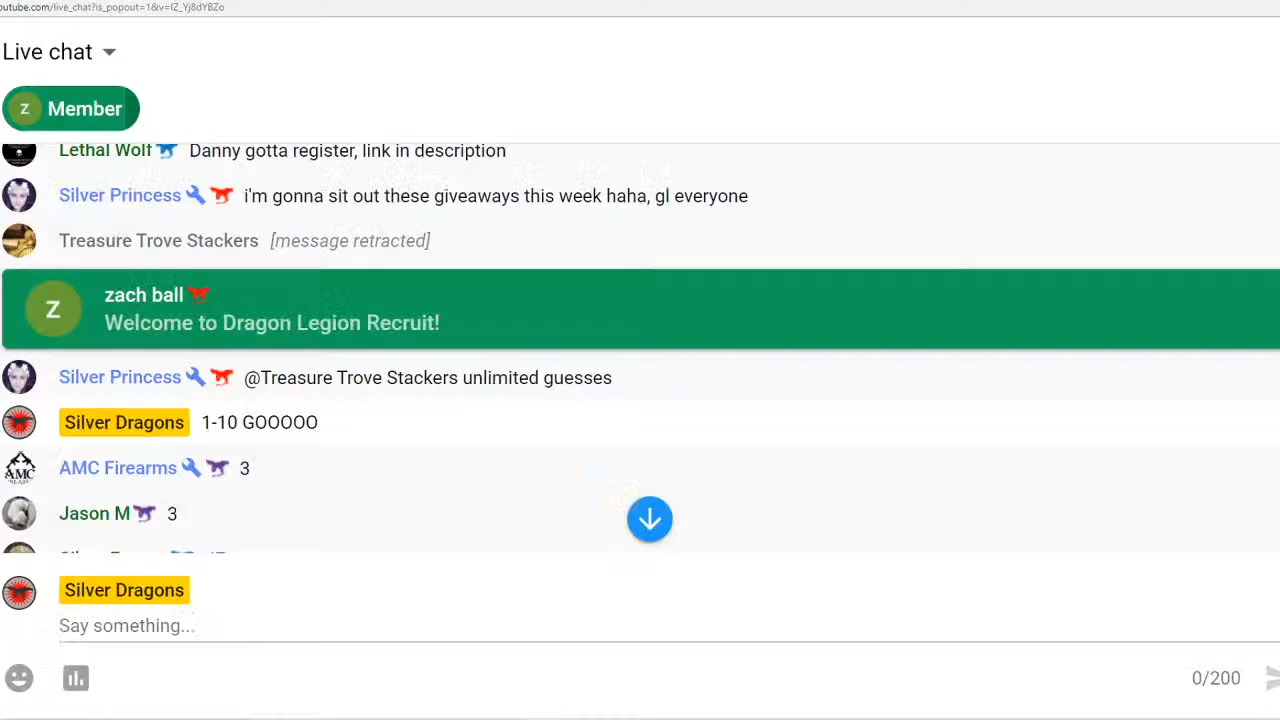 outube.com/live_chat?is_popout=1&v=IZ_Yj8dYBZo
Live chat
Z Member
Lethal Wolf Danny gotta register, link in description
Silver Princess i'm gonna sit out these giveaways this week haha, gl everyone
Treasure Trove Stackers [message retracted]
Z zach ball
Welcome to Dragon Legion Recruit!
Silver Princess @Treasure Trove Stackers unlimited guesses
Silver Dragons 1-10 GOOOOO
AMC AMC Firearms 3
Jason M 3
Silver Dragons
Say something...
0/200